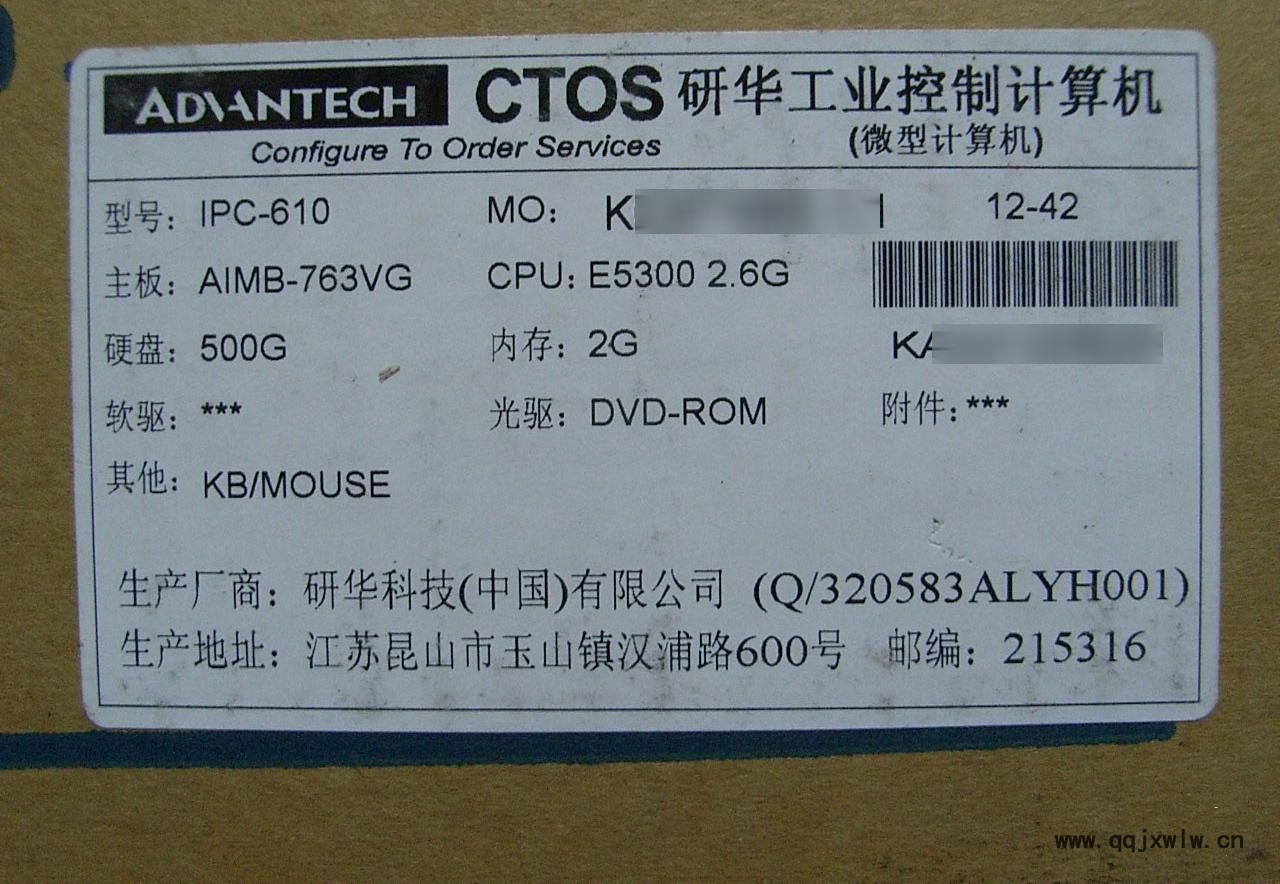 ADVANTECH CTOS 研华工业控制计算机
Configure To Order Services (微型计算机)
型号: IPC-610 MO: K 12-42
主板: AIMB-763VG CPU: E5300 2.6G
硬盘: 500G 内存: 2G KA
软驱: *** 光驱: DVD-ROM 附件: ***
其他: KB/MOUSE
生产厂商: 研华科技(中国)有限公司 (Q/320583ALYH001)
生产地址: 江苏昆山市玉山镇汉浦路600号 邮编: 215316
www.qqjxwlw.cn